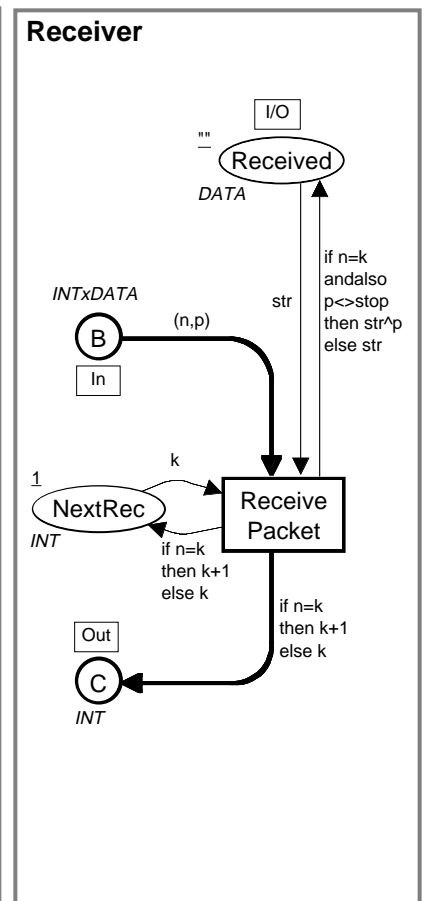 Receiver
I/O
""
Received
DATA
if n=k
andalso
p<>stop
then str^p
else str
str
INTxDATA
(n,p)
B
In
k
1
NextRec
INT
Receive
Packet
if n=k
then k+1
else k
if n=k
then k+1
else k
Out
C
INT